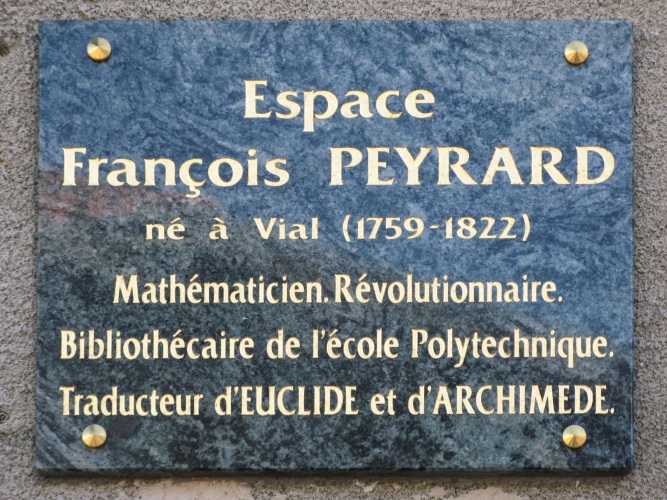 Espace
François PEYRARD
né à Vial (1759-1822)
Mathématicien. Révolutionnaire.
Bibliothécaire de l'école Polytechnique.
Traducteur d'EUCLIDE et d'ARCHIMEDE.